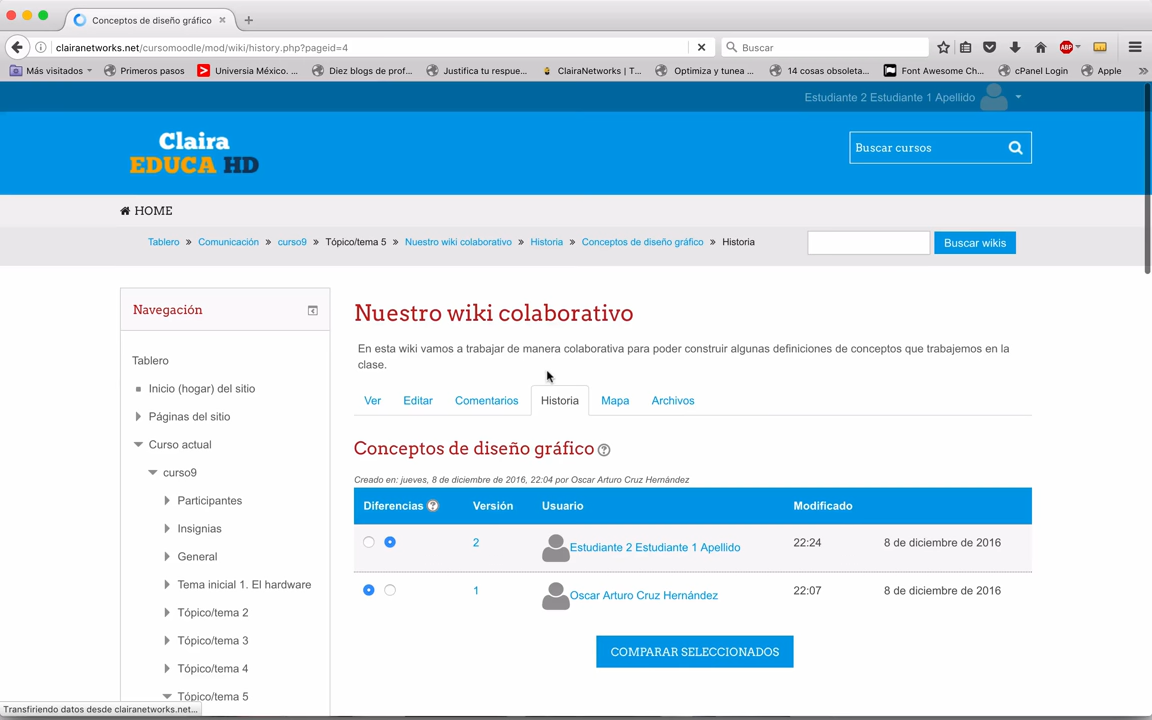 Conceptos de diseño gráfico
clairanetworks.net/cursomoodle/mod/wiki/history.php?pageid=4
Buscar
ABP
Más visitados
Primeros pasos
Universia México. ...
Diez blogs de prof...
Justifica tu respue...
ClairaNetworks | T...
Optimiza y tunea ...
14 cosas obsoleta...
Font Awesome Ch...
cPanel Login
Apple
Estudiante 2 Estudiante 1 Apellido
Claira
EDUCA HD
Buscar cursos
HOME
Tablero » Comunicación » curso9 » Tópico/tema 5 » Nuestro wiki colaborativo » Historia » Conceptos de diseño gráfico » Historia
Buscar wikis
Navegación
Tablero
Inicio (hogar) del sitio
Páginas del sitio
Curso actual
curso9
Participantes
Insignias
General
Tema inicial 1. El hardware
Tópico/tema 2
Tópico/tema 3
Tópico/tema 4
Tópico/tema 5
Nuestro wiki colaborativo
En esta wiki vamos a trabajar de manera colaborativa para poder construir algunas definiciones de conceptos que trabajemos en la
clase.
Ver Editar Comentarios Historia Mapa Archivos
Conceptos de diseño gráfico
Creado en: jueves, 8 de diciembre de 2016, 22:04 por Oscar Arturo Cruz Hernández
Diferencias Versión Usuario Modificado
2 Estudiante 2 Estudiante 1 Apellido 22:24 8 de diciembre de 2016
1 Oscar Arturo Cruz Hernández 22:07 8 de diciembre de 2016
COMPARAR SELECCIONADOS
Transfiriendo datos desde clairanetworks.net...